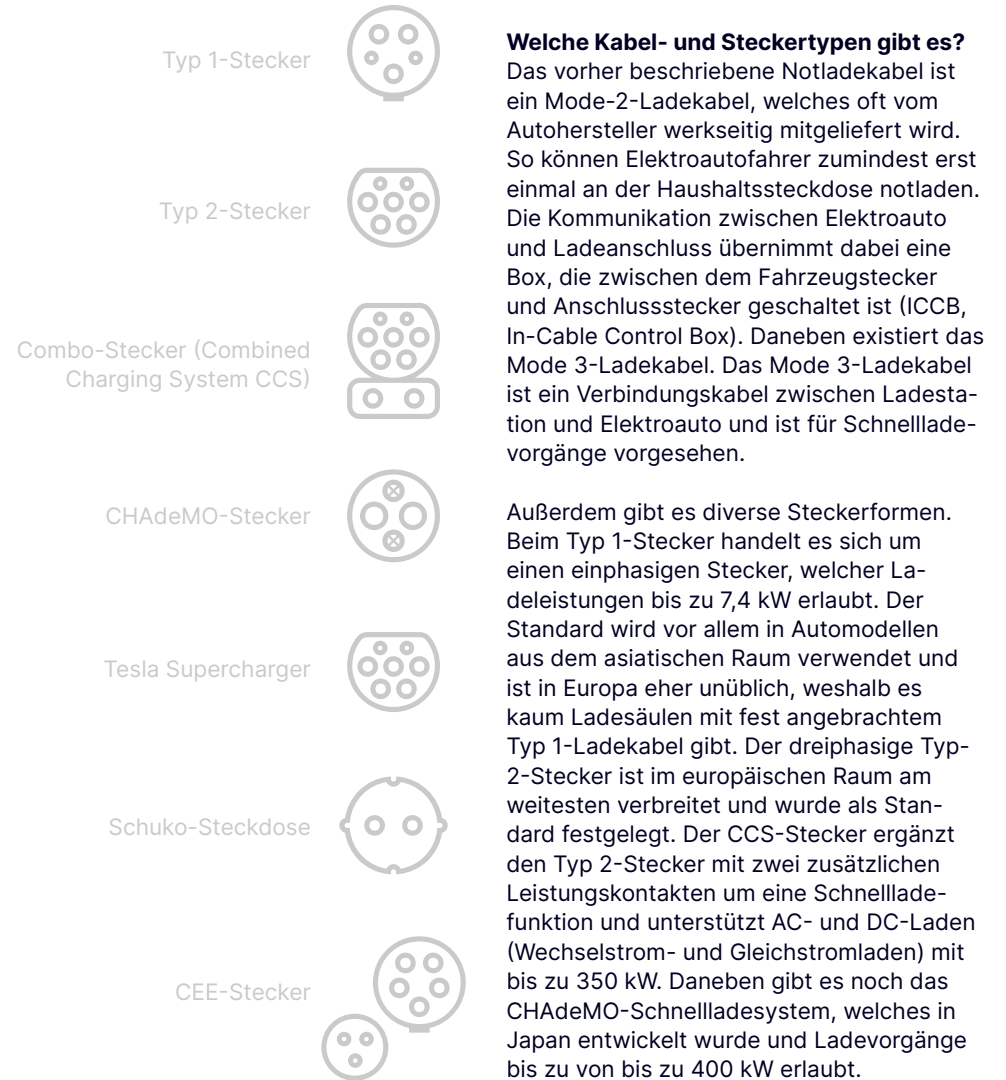 Typ 1-Stecker
Typ 2-Stecker
Combo-Stecker (Combined
Charging System CCS)
CHAdeMO-Stecker
Tesla Supercharger
Schuko-Steckdose
CEE-Stecker
Welche Kabel- und Steckertypen gibt es?
Das vorher beschriebene Notladekabel ist
ein Mode-2-Ladekabel, welches oft vom
Autohersteller werkseitig mitgeliefert wird.
So können Elektroautofahrer zumindest erst
einmal an der Haushaltssteckdose notladen.
Die Kommunikation zwischen Elektroauto
und Ladeanschluss übernimmt dabei eine
Box, die zwischen dem Fahrzeugstecker
und Anschlussstecker geschaltet ist (ICCB,
In-Cable Control Box). Daneben existiert das
Mode 3-Ladekabel. Das Mode 3-Ladekabel
ist ein Verbindungskabel zwischen Ladesta-
tion und Elektroauto und ist für Schnelllade-
vorgänge vorgesehen.
Außerdem gibt es diverse Steckerformen.
Beim Typ 1-Stecker handelt es sich um
einen einphasigen Stecker, welcher La-
deleistungen bis zu 7,4 kW erlaubt. Der
Standard wird vor allem in Automodellen
aus dem asiatischen Raum verwendet und
ist in Europa eher unüblich, weshalb es
kaum Ladesäulen mit fest angebrachtem
Typ 1-Ladekabel gibt. Der dreiphasige Typ-
2-Stecker ist im europäischen Raum am
weitesten verbreitet und wurde als Stan-
dard festgelegt. Der CCS-Stecker ergänzt
den Typ 2-Stecker mit zwei zusätzlichen
Leistungskontakten um eine Schnelllade-
funktion und unterstützt AC- und DC-Laden
(Wechselstrom- und Gleichstromladen) mit
bis zu 350 kW. Daneben gibt es noch das
CHAdeMO-Schnellladesystem, welches in
Japan entwickelt wurde und Ladevorgänge
bis zu von bis zu 400 kW erlaubt.